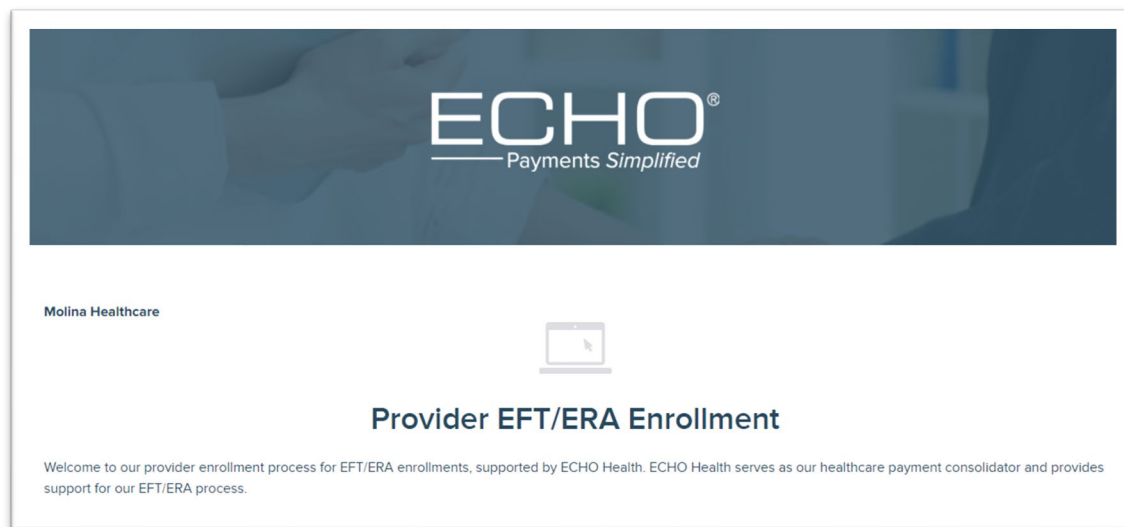 ECHO®
Payments Simplified
Molina Healthcare
Provider EFT/ERA Enrollment
Welcome to our provider enrollment process for EFT/ERA enrollments, supported by ECHO Health. ECHO Health serves as our healthcare payment consolidator and provides
support for our EFT/ERA process.